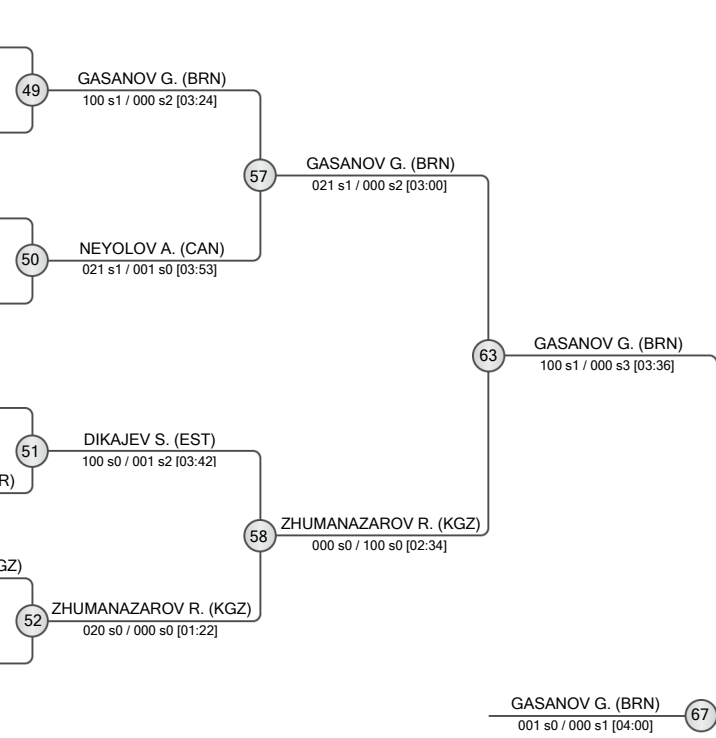 GASANOV G. (BRN)
49
100 s1 / 000 s2 [03:24]
GASANOV G. (BRN)
57
021 s1 / 000 s2 [03:00]
NEYOLOV A. (CAN)
50
021 s1 / 001 s0 [03:53]
GASANOV G. (BRN)
63
100 s1 / 000 s3 [03:36]
DIKAJEV S. (EST)
51
100 s0 / 001 s2 [03:42]
R)
ZHUMANAZAROV R. (KGZ)
58
000 s0 / 100 s0 [02:34]
GZ)
ZHUMANAZAROV R. (KGZ)
52
020 s0 / 000 s0 [01:22]
GASANOV G. (BRN)
67
001 s0 / 000 s1 [04:00]